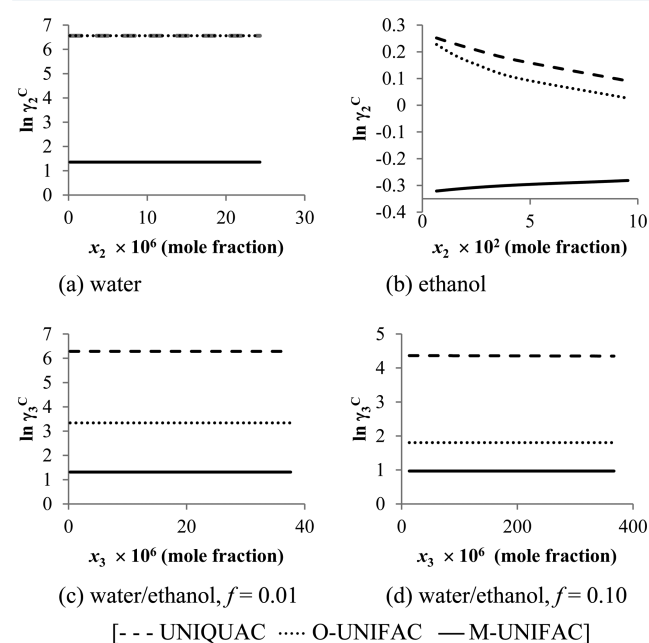 7
6
5
4
3
2
1
0
ln γ₂ᶜ
0 10 20 30
x₂ × 10⁶ (mole fraction)
(a) water
0.3
0.2
0.1
0
-0.1
-0.2
-0.3
-0.4
ln γ₂ᶜ
0 5 10
x₂ × 10² (mole fraction)
(b) ethanol
7
6
5
4
3
2
1
0
ln γ₃ᶜ
0 20 40
x₃ × 10⁶ (mole fraction)
(c) water/ethanol, f = 0.01
5
4
3
2
1
0
ln γ₃ᶜ
0 200 400
x₃ × 10⁶ (mole fraction)
(d) water/ethanol, f = 0.10
[- - - UNIQUAC ······ O-UNIFAC — M-UNIFAC]